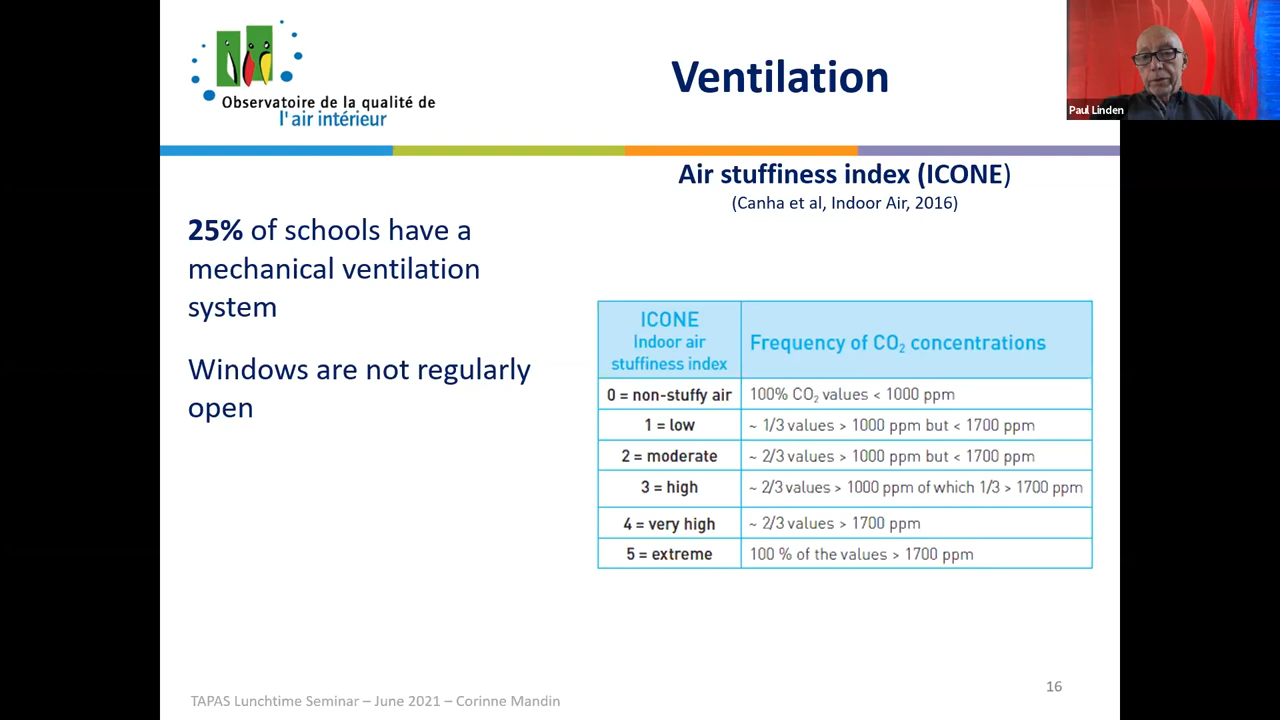 Observatoire de la qualité de
l'air intérieur
Ventilation
Paul Linden
Air stuffiness index (ICONE)
(Canha et al, Indoor Air, 2016)
25% of schools have a
mechanical ventilation
system
Windows are not regularly
open
ICONE
Indoor air
stuffiness index
Frequency of CO₂ concentrations
0 = non-stuffy air
100% CO₂ values < 1000 ppm
1 = low
~ 1/3 values > 1000 ppm but < 1700 ppm
2 = moderate
~ 2/3 values > 1000 ppm but < 1700 ppm
3 = high
~ 2/3 values > 1000 ppm of which 1/3 > 1700 ppm
4 = very high
~ 2/3 values > 1700 ppm
5 = extreme
100 % of the values > 1700 ppm
TAPAS Lunchtime Seminar – June 2021 – Corinne Mandin
16